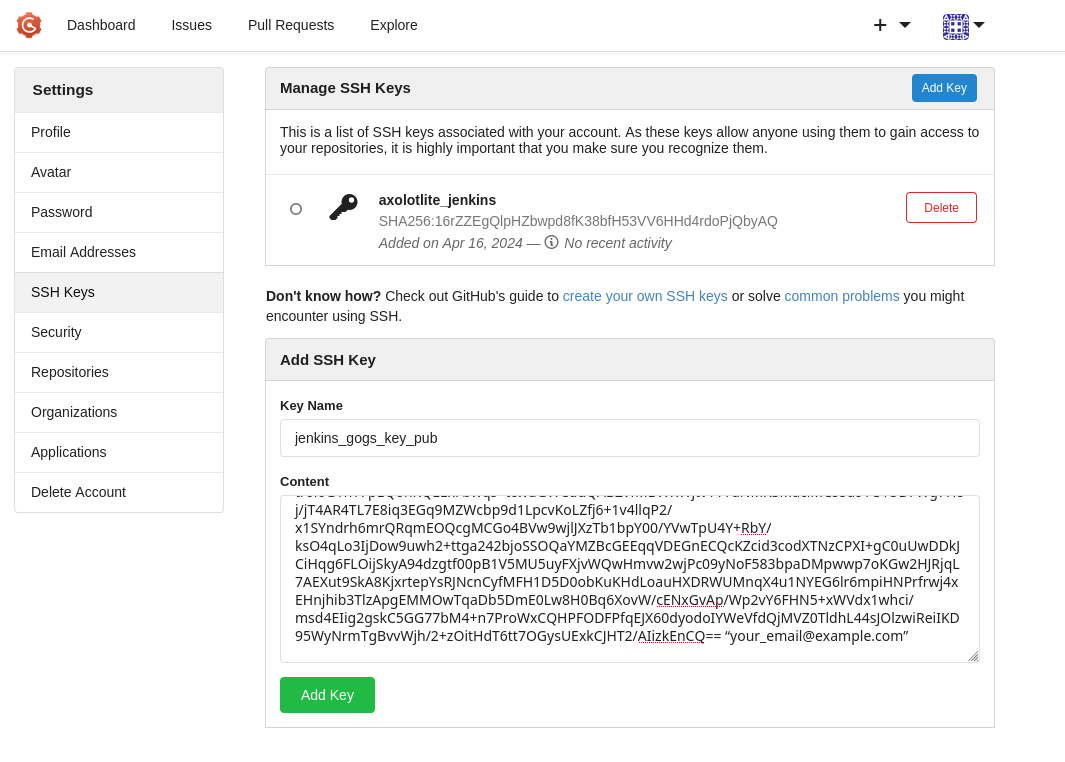 Dashboard Issues Pull Requests Explore
Settings
Profile
Avatar
Password
Email Addresses
SSH Keys
Security
Repositories
Organizations
Applications
Delete Account
Manage SSH Keys
Add Key
This is a list of SSH keys associated with your account. As these keys allow anyone using them to gain access to
your repositories, it is highly important that you make sure you recognize them.
axolotlite_jenkins
SHA256:16rZZEgQlpHZbwpd8fK38bfH53VV6HHd4rdoPjQbyAQ
Added on Apr 16, 2024 — No recent activity
Delete
Don't know how? Check out GitHub's guide to create your own SSH keys or solve common problems you might
encounter using SSH.
Add SSH Key
Key Name
jenkins_gogs_key_pub
Content
j/jT4AR4TL7E8iq3EGq9MZWcbp9d1LpcvKoLZfj6+1v4llqP2/
x1SYndrh6mrQRqmEOQcgMCGo4BVw9wjlJXzTb1bpY00/YVwTpU4Y+RbY/
ksO4qLo3IjDow9uwh2+ttga242bjoSSOQaYMZBcGEEqqVDEGnECQcKZcid3codXTNzCPXI+gC0uUwDDkJ
CiHqg6FLOijSkyA94dzgtf00pB1V5MU5uyFXjvWQwHmvw2wjPc09yNoF583bpaDMpwwp7oKGw2HJRjqL
7AEXut9SkA8KjxrtepYsRJNcnCyfMFH1D5D0obKuKHdLoauHXDRWUMnqX4u1NYEG6lr6mpiHNPrfrwj4x
EHnjhib3TlzApgEMMOwTqaDb5DmE0Lw8H0Bq6XovW/cENxGvAp/Wp2vY6FHN5+xWVdx1whci/
msd4EIig2gskC5GG77bM4+n7ProWxCQHPFODFPfqEJX60dyodoIYWeVfdQjMVZ0TldhL44sJOlzwiReiIKD
95WyNrmTgBvvWjh/2+zOitHdT6tt7OGysUExkCJHT2/AIizkEnCQ== “your_email@example.com”
Add Key